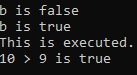 b is false
b is true
This is executed.
10 > 9 is true